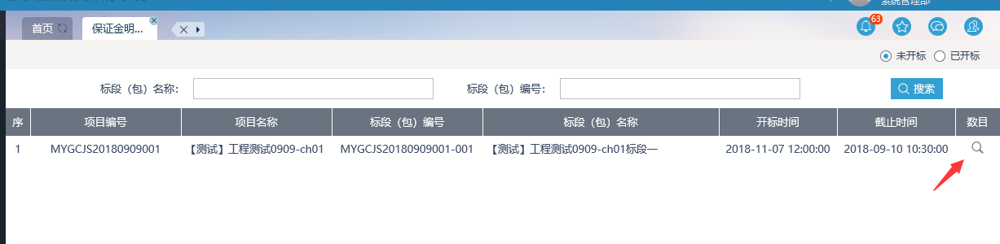 系统管理部
首页
保证金明...
63
未开标 已开标
标段（包）名称： 标段（包）编号： 搜索
序 项目编号 项目名称 标段（包）编号 标段（包）名称 开标时间 截止时间 数目
1 MYGCJS20180909001 【测试】工程测试0909-ch01 MYGCJS20180909001-001 【测试】工程测试0909-ch01标段一 2018-11-07 12:00:00 2018-09-10 10:30:00